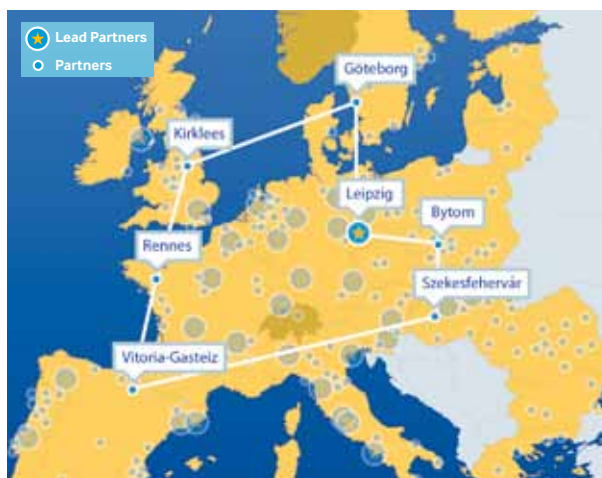 Lead Partners
Partners
Göteborg
Kirklees
Leipzig
Bytom
Rennes
Szekesfehervár
Vitoria-Gasteiz